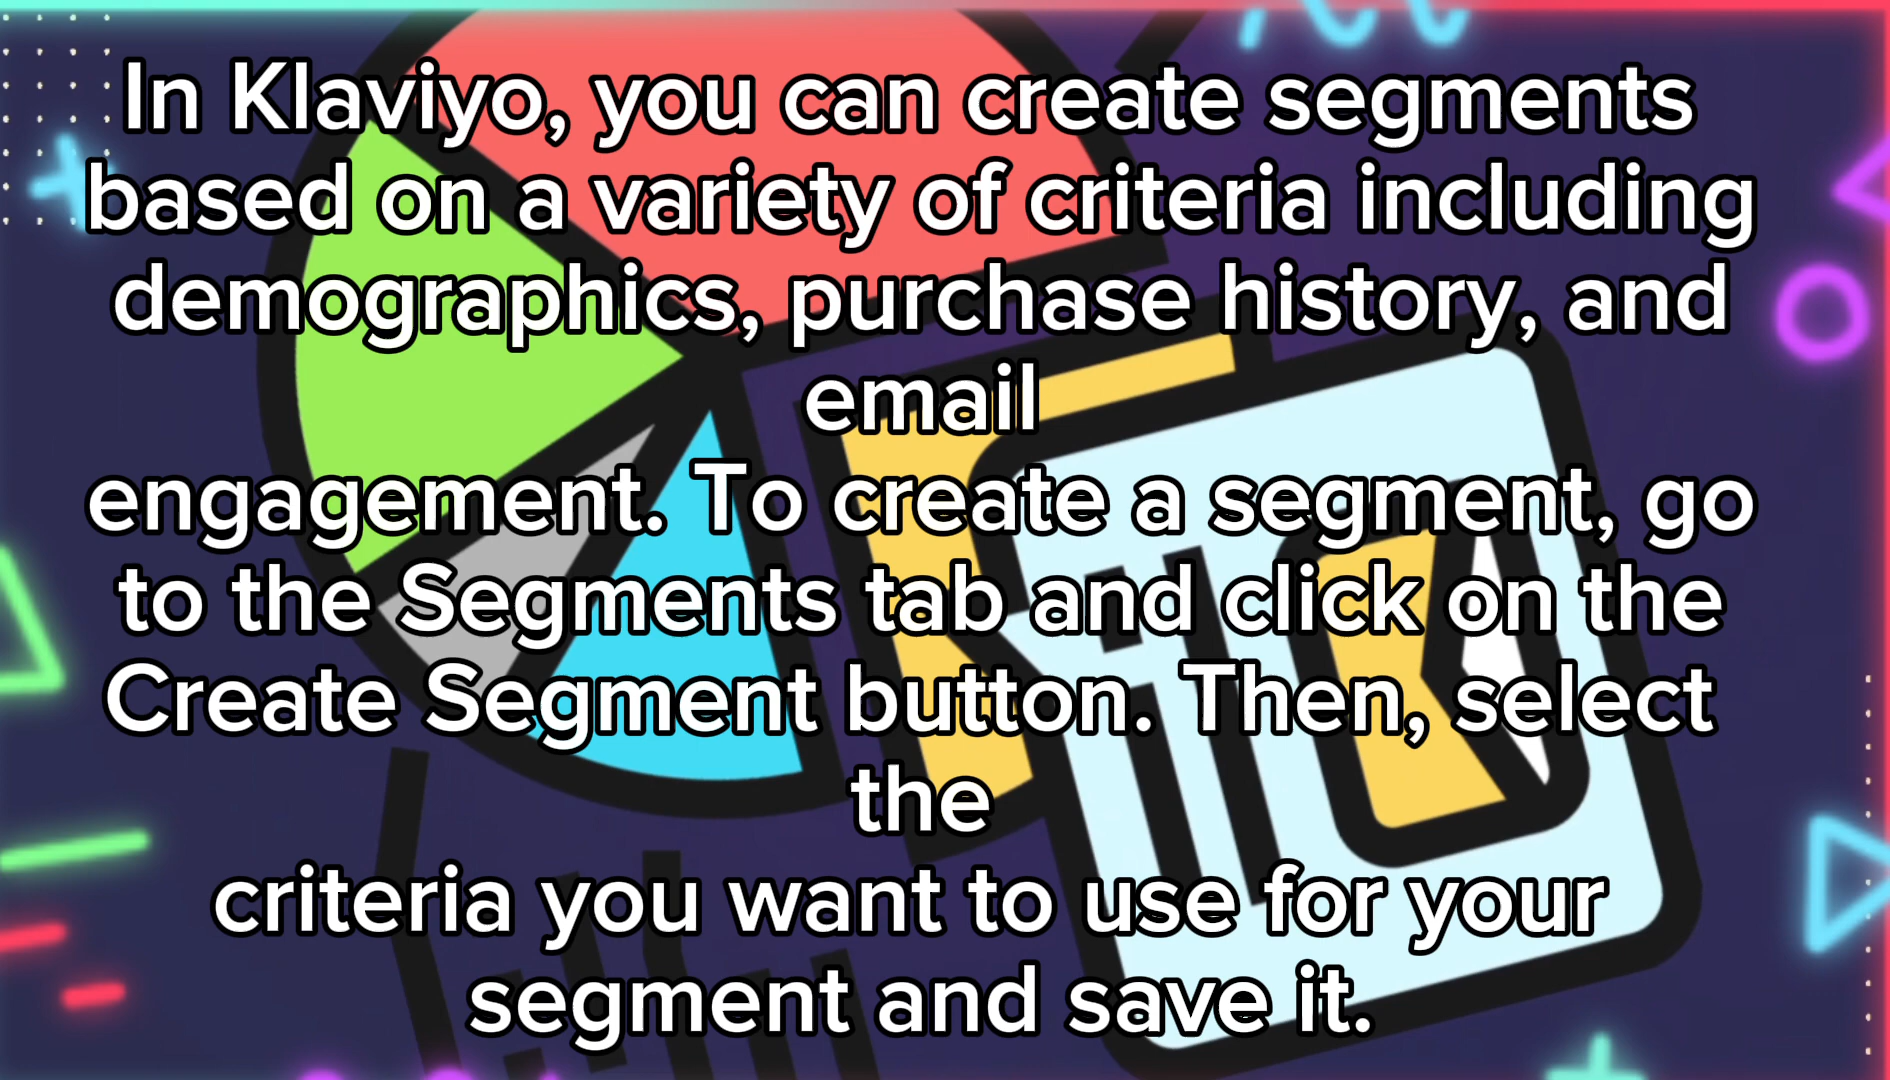 In Klaviyo, you can create segments
based on a variety of criteria including
demographics, purchase history, and
email
engagement. To create a segment, go
to the Segments tab and click on the
Create Segment button. Then, select
the
criteria you want to use for your
segment and save it.